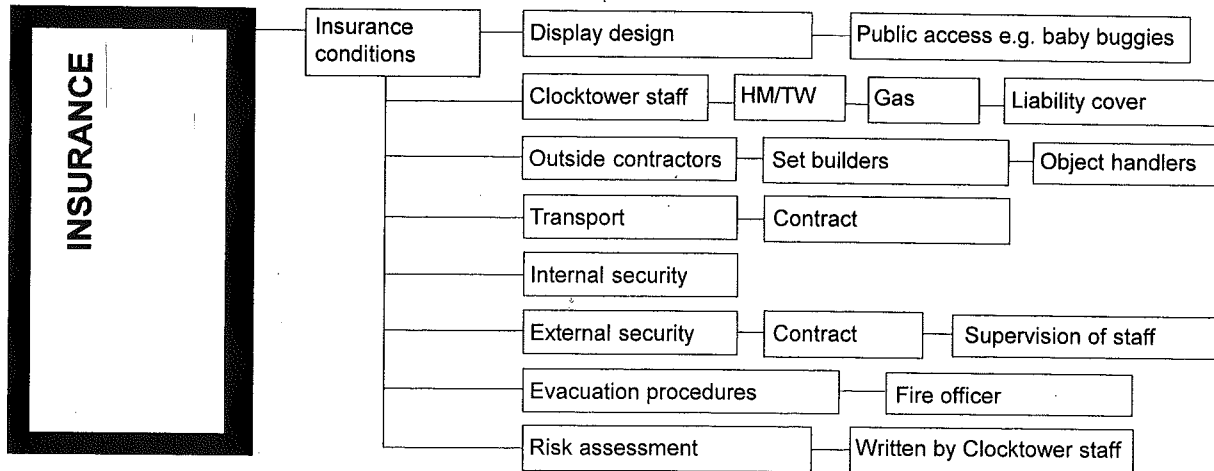 INSURANCE
Insurance
conditions
Display design
Public access e.g. baby buggies
Clocktower staff
HM/TW
Gas
Liability cover
Outside contractors
Set builders
Object handlers
Transport
Contract
Internal security
External security
Contract
Supervision of staff
Evacuation procedures
Fire officer
Risk assessment
Written by Clocktower staff